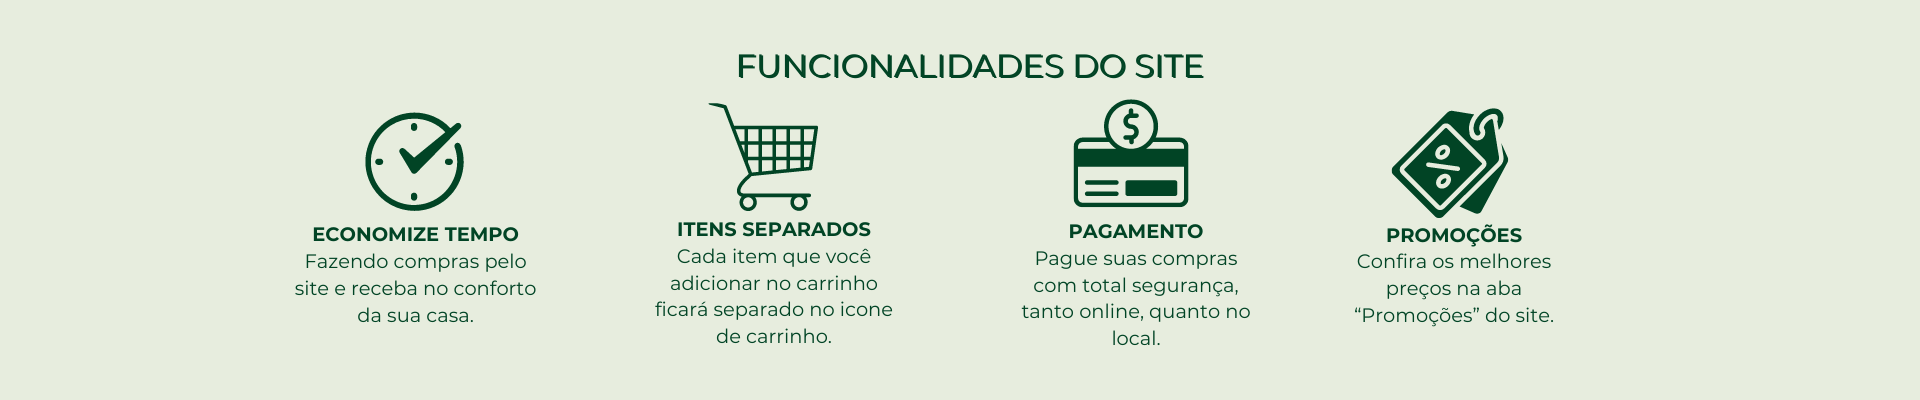 FUNCIONALIDADES DO SITE
ECONOMIZE TEMPO
Fazendo compras pelo
site e receba no conforto
da sua casa.
ITENS SEPARADOS
Cada item que você
adicionar no carrinho
ficará separado no icone
de carrinho.
PAGAMENTO
Pague suas compras
com total segurança,
tanto online, quanto no
local.
PROMOÇÕES
Confira os melhores
preços na aba
“Promoções” do site.